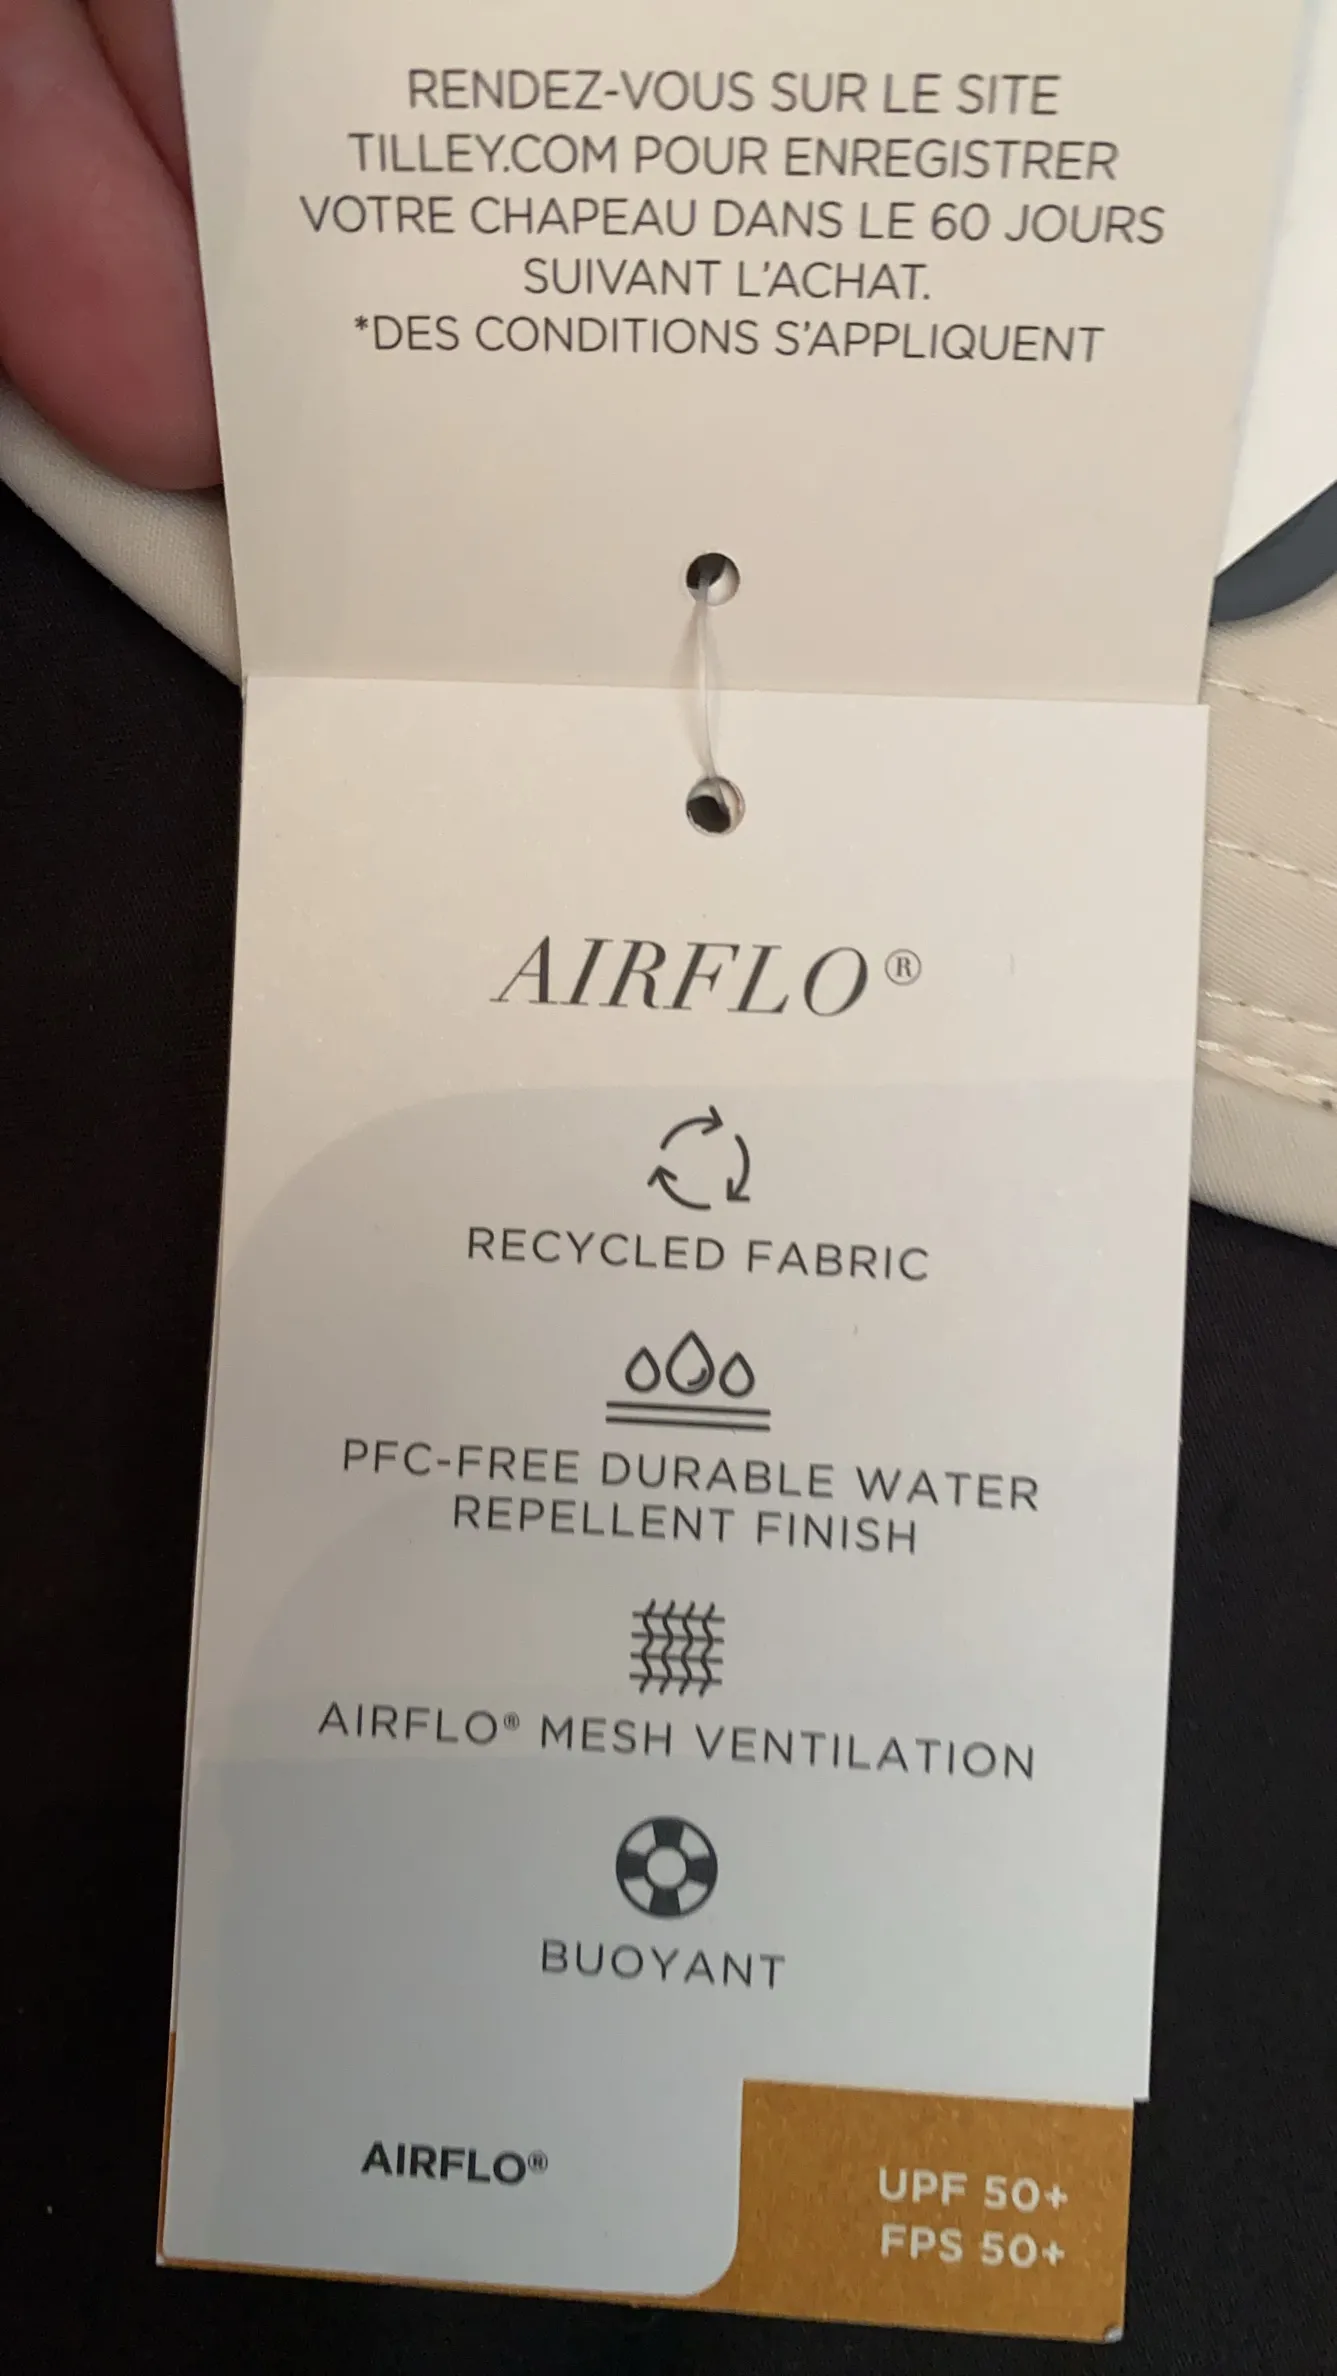 RENDEZ-VOUS SUR LE SITE
TILLEY.COM POUR ENREGISTRER
VOTRE CHAPEAU DANS LE 60 JOURS
SUIVANT L'ACHAT.
*DES CONDITIONS S'APPLIQUENT
AIRFLO®
RECYCLED FABRIC
PFC-FREE DURABLE WATER
REPELLENT FINISH
AIRFLO® MESH VENTILATION
BUOYANT
AIRFLO®
UPF 50+
FPS 50+